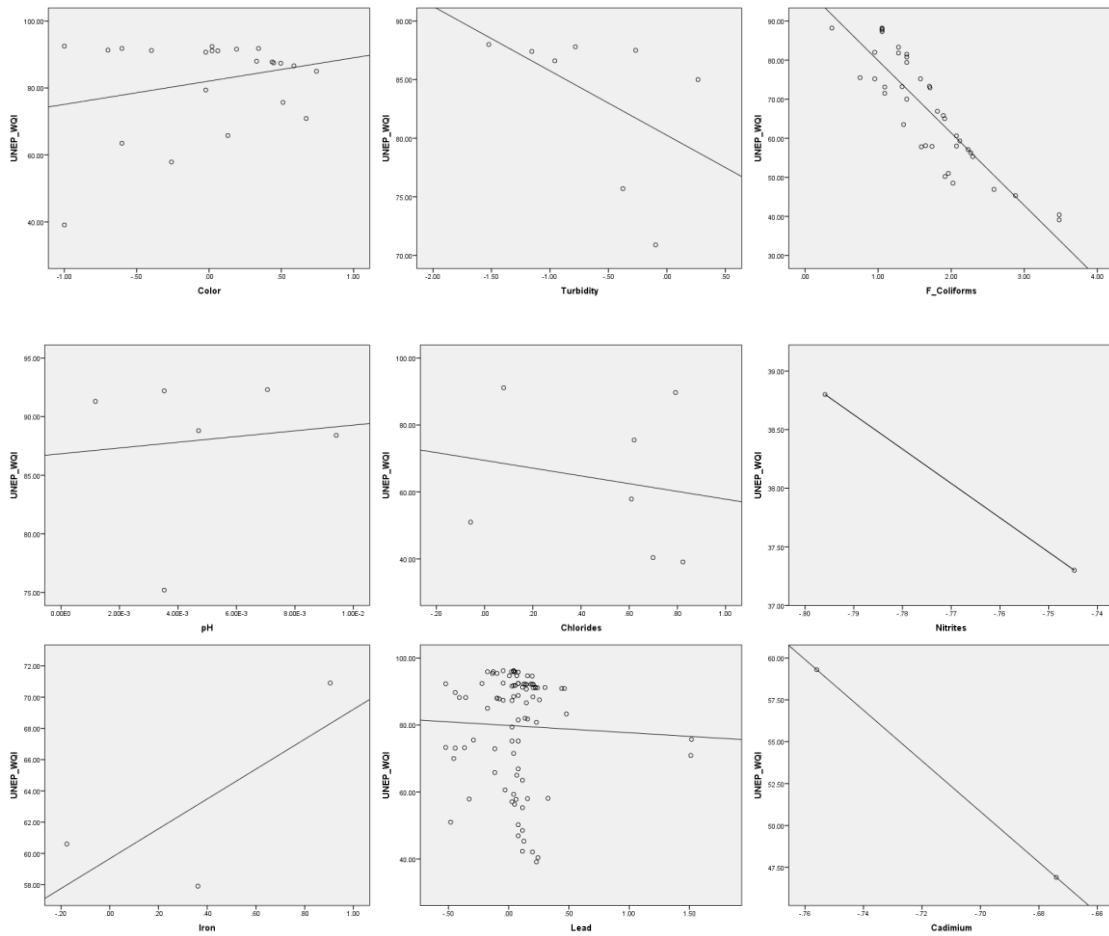 UNEP_WQI
100.00
80.00
60.00
40.00
-1.00 -.50 .00 .50 1.00
Color
UNEP_WQI
90.00
85.00
80.00
75.00
70.00
-2.00 -1.50 -1.00 -.50 .00 .50
Turbidity
UNEP_WQI
90.00
80.00
70.00
60.00
50.00
40.00
30.00
.00 1.00 2.00 3.00 4.00
F_Coliforms
UNEP_WQI
95.00
90.00
85.00
80.00
75.00
0.00E0 2.00E-3 4.00E-3 6.00E-3 8.00E-3 1.00E-2
pH
UNEP_WQI
100.00
80.00
60.00
40.00
-.20 .00 .20 .40 .60 .80 1.00
Chlorides
UNEP_WQI
39.00
38.50
38.00
37.50
37.00
-.80 -.79 -.78 -.77 -.76 -.75 -.74
Nitrites
UNEP_WQI
72.00
70.00
68.00
66.00
64.00
62.00
60.00
58.00
-.20 .00 .20 .40 .60 .80 1.00
Iron
UNEP_WQI
100.00
80.00
60.00
40.00
-.50 .00 .50 1.00 1.50
Lead
UNEP_WQI
60.00
57.50
55.00
52.50
50.00
47.50
-.76 -.74 -.72 -.70 -.68 -.66
Cadimium